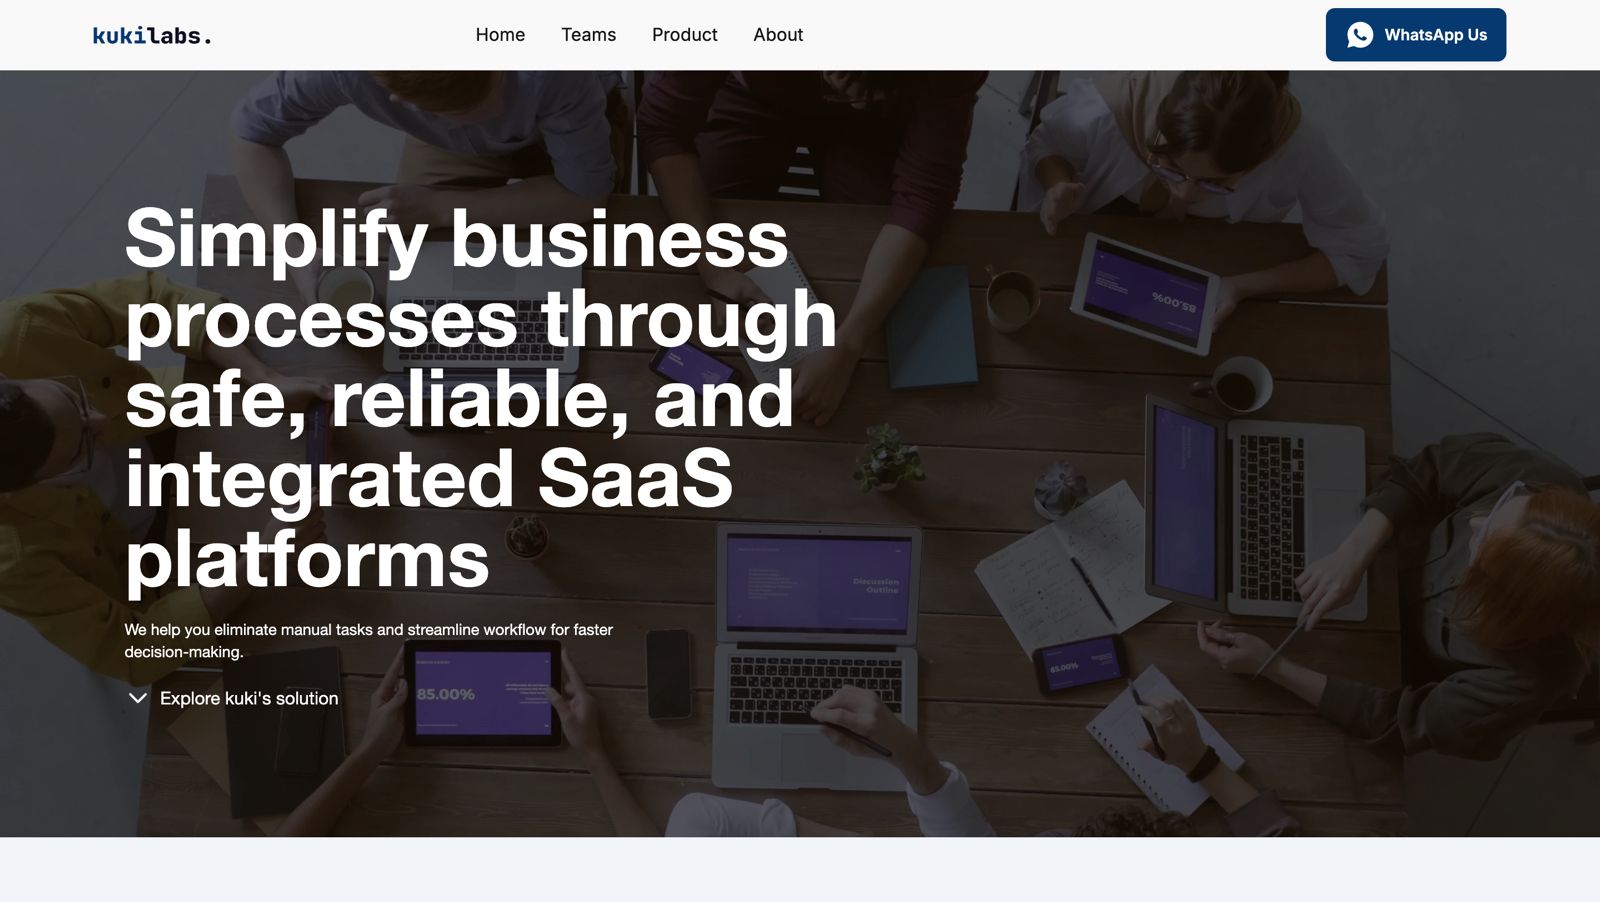 kukilabs.
Home
Teams
Product
About
WhatsApp Us
Simplify business
processes through
safe, reliable, and
integrated SaaS
platforms
We help you eliminate manual tasks and streamline workflow for faster
decision-making.
Explore kuki's solution
85.00%
Discussion
Outline
85.00%
85.00%